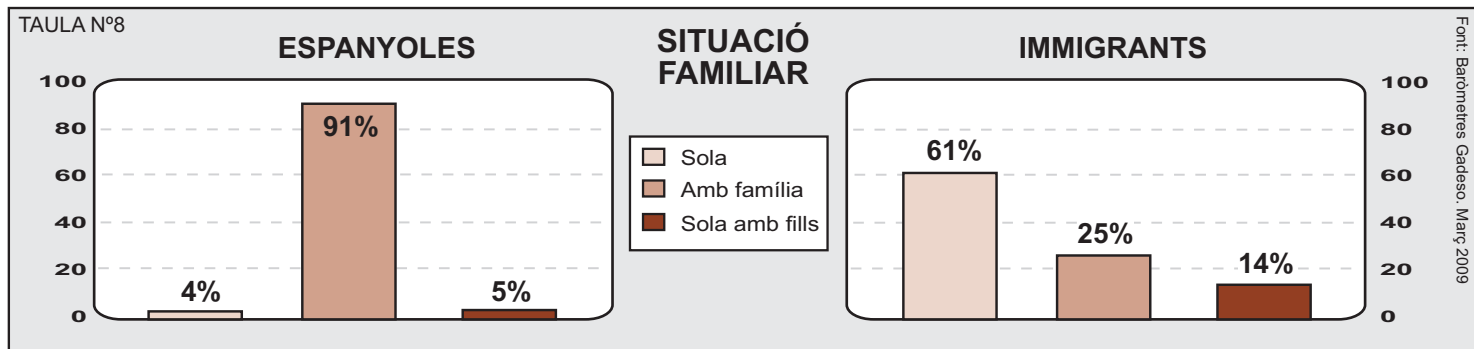 TAULA Nº8
ESPANYOLES
SITUACIÓ
FAMILIAR
IMMIGRANTS
100
80
60
40
20
0
4%
91%
5%
Sola
Amb família
Sola amb fills
61%
25%
14%
100
80
60
40
20
0
Font: Baròmetres Gadeso. Març 2009